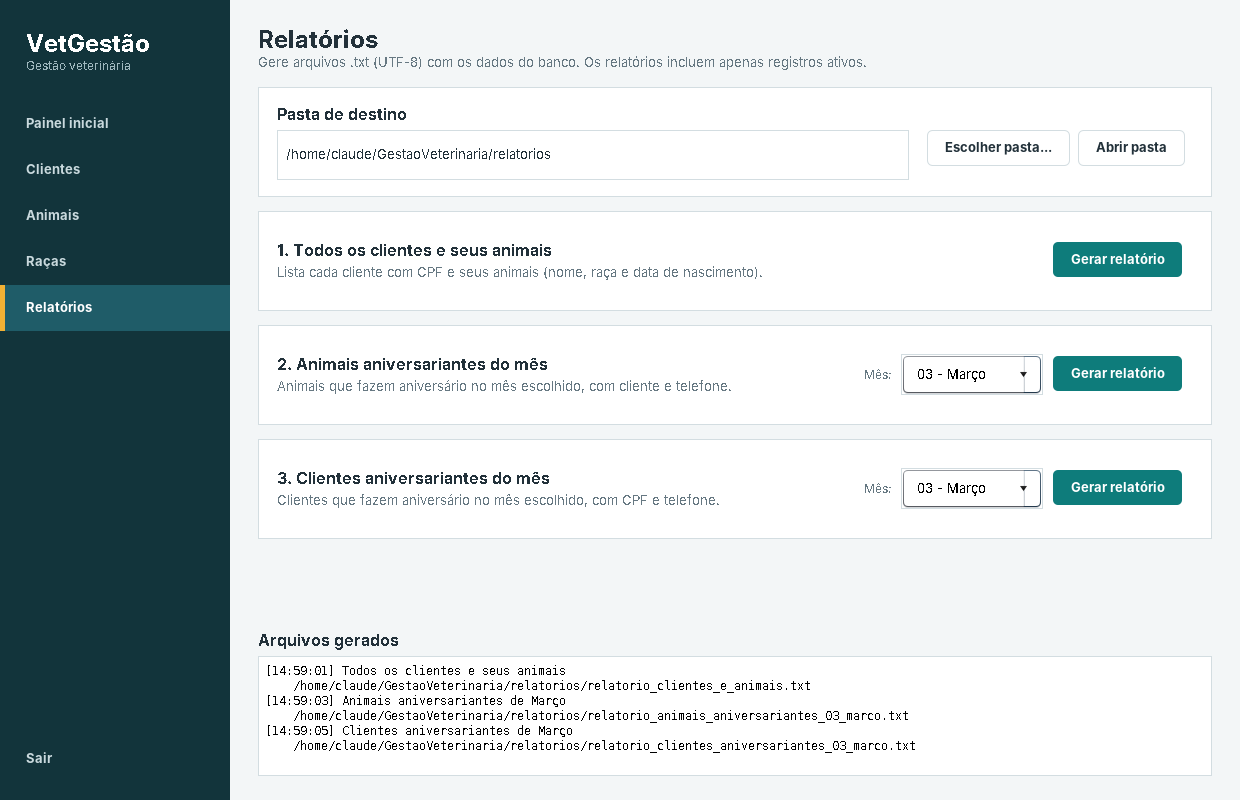 VetGestão
Gestão veterinária
Painel inicial
Clientes
Animais
Raças
Relatórios
Sair
Relatórios
Gere arquivos .txt (UTF-8) com os dados do banco. Os relatórios incluem apenas registros ativos.
Pasta de destino
/home/claude/GestaoVeterinaria/relatorios
Escolher pasta...
Abrir pasta
1. Todos os clientes e seus animais
Lista cada cliente com CPF e seus animais (nome, raça e data de nascimento).
Gerar relatório
2. Animais aniversariantes do mês
Animais que fazem aniversário no mês escolhido, com cliente e telefone.
Mês:
03 - Março
Gerar relatório
3. Clientes aniversariantes do mês
Clientes que fazem aniversário no mês escolhido, com CPF e telefone.
Mês:
03 - Março
Gerar relatório
Arquivos gerados
[14:59:01] Todos os clientes e seus animais
/home/claude/GestaoVeterinaria/relatorios/relatorio_clientes_e_animais.txt
[14:59:03] Animais aniversariantes de Março
/home/claude/GestaoVeterinaria/relatorios/relatorio_animais_aniversariantes_03_marco.txt
[14:59:05] Clientes aniversariantes de Março
/home/claude/GestaoVeterinaria/relatorios/relatorio_clientes_aniversariantes_03_marco.txt